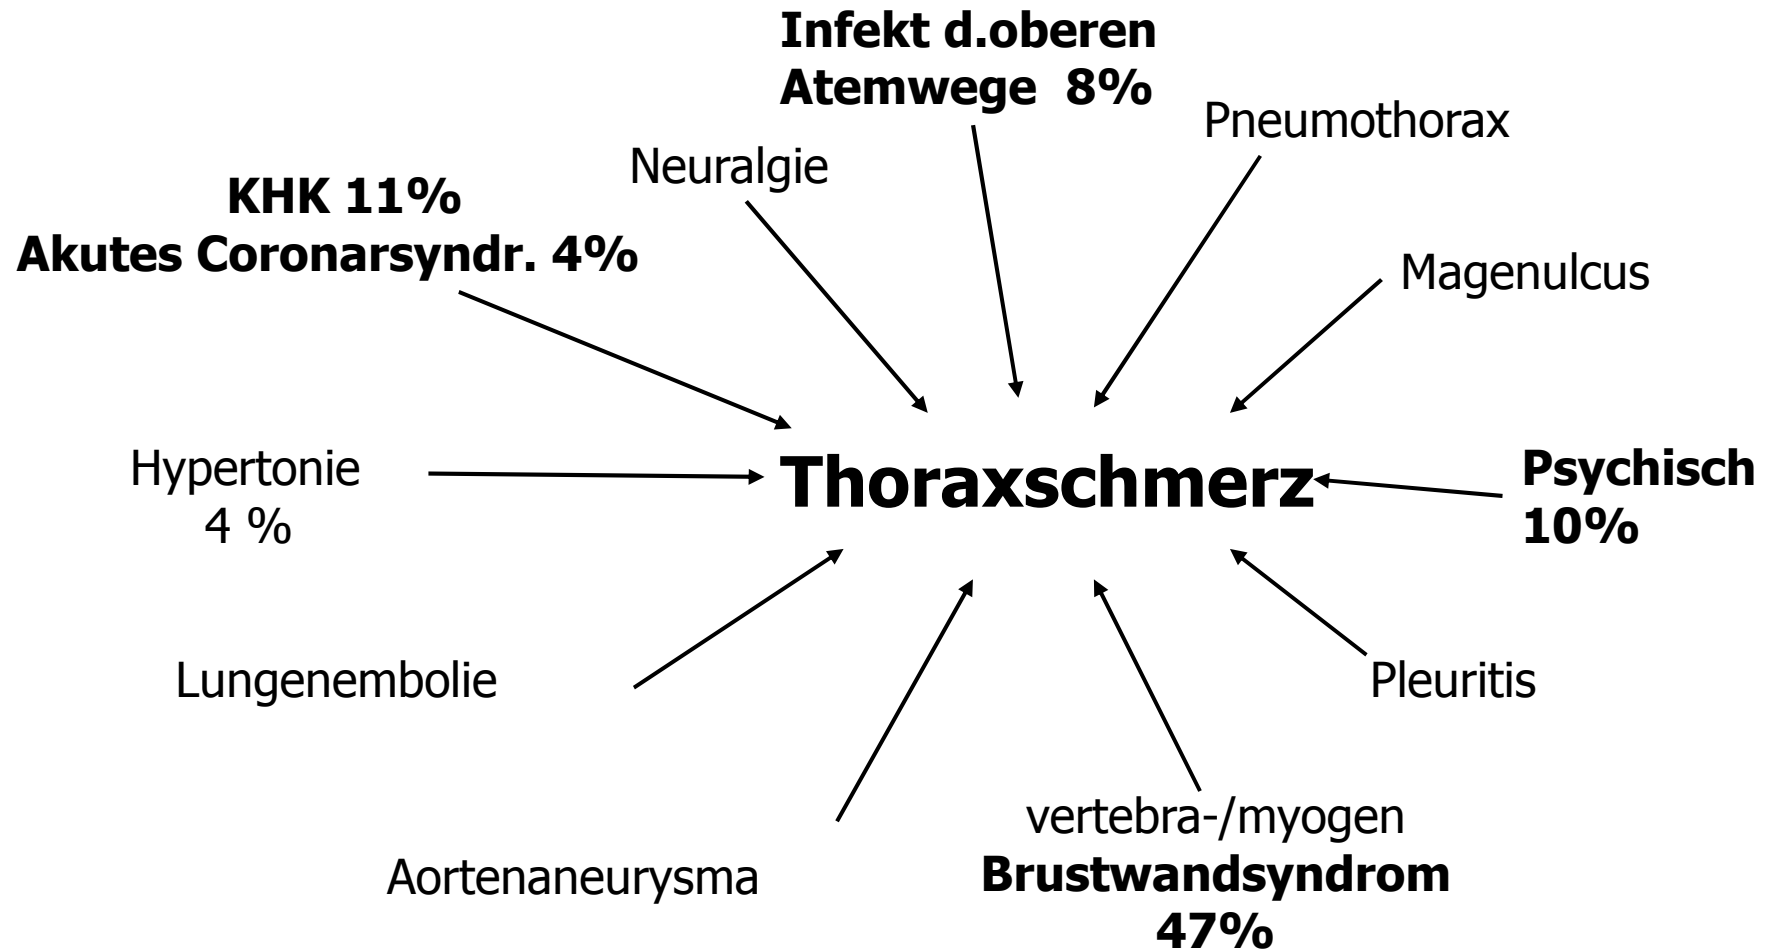 Infekt d.oberen
Atemwege 8%
Pneumothorax
Neuralgie
KHK 11%
Akutes Coronarsyndr. 4%
Magenulcus
Hypertonie
4 %
Thoraxschmerz
Psychisch
10%
Lungenembolie
Pleuritis
Aortenaneurysma
vertebra-/myogen
Brustwandsyndrom
47%